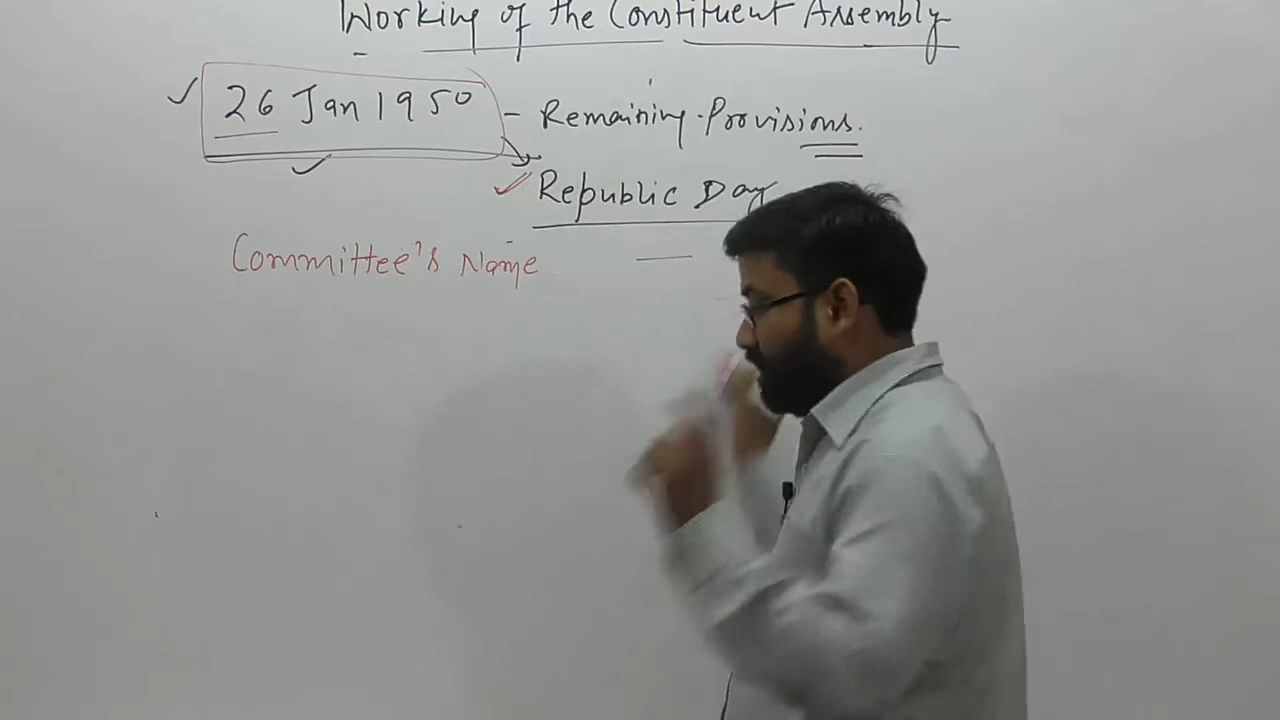 Working of the Constituent Assembly
26 Jan 1950 - Remaining Provisions.
Republic Day
Committee's Name